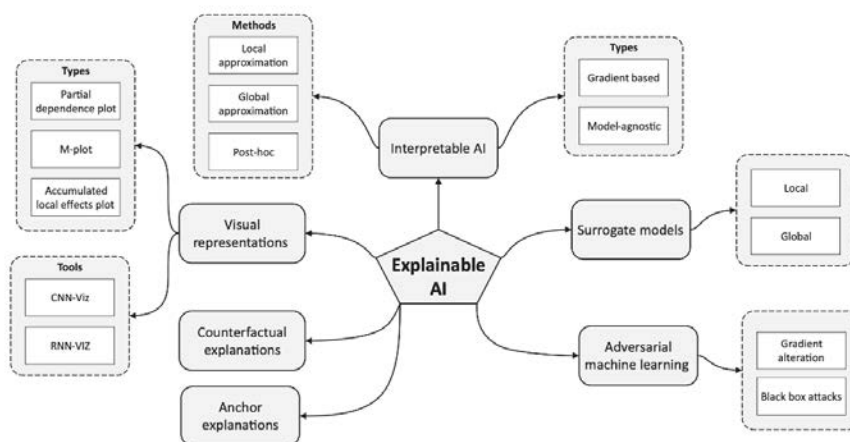 Methods
Local
approximation
Global
approximation
Post-hoc
Types
Gradient based
Model-agnostic
Types
Partial
dependence plot
M-plot
Accumulated
local effects plot
Interpretable AI
Local
Global
Visual
representations
Surrogate models
Explainable
AI
Tools
CNN-Viz
RNN-VIZ
Counterfactual
explanations
Adversarial
machine learning
Gradient
alteration
Black box attacks
Anchor
explanations